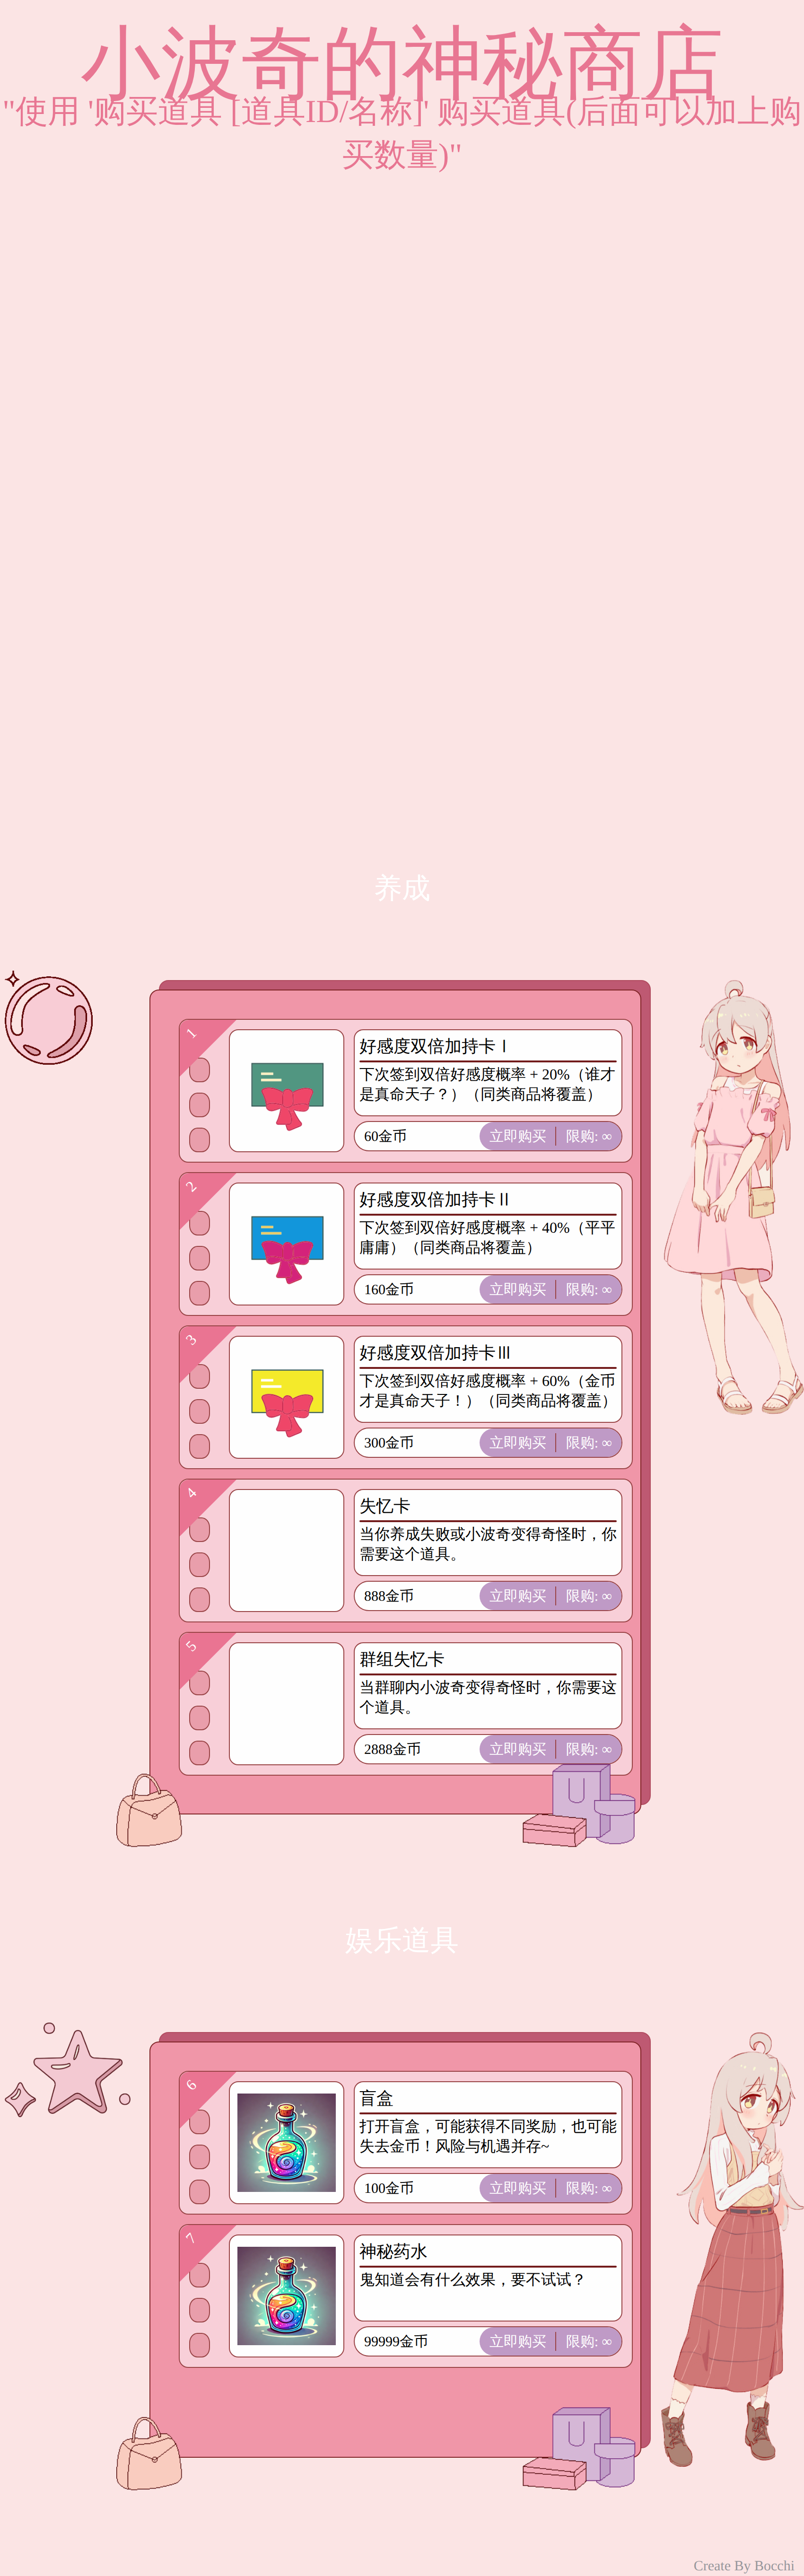 小波奇的神秘商店
"使用 '购买道具 [道具ID/名称]' 购买道具(后面可以加上购
买数量)"
养成
1
好感度双倍加持卡Ⅰ
下次签到双倍好感度概率 + 20%（谁才
是真命天子？）（同类商品将覆盖）
60金币
立即购买
限购: ∞
2
好感度双倍加持卡Ⅱ
下次签到双倍好感度概率 + 40%（平平
庸庸）（同类商品将覆盖）
160金币
立即购买
限购: ∞
3
好感度双倍加持卡Ⅲ
下次签到双倍好感度概率 + 60%（金币
才是真命天子！）（同类商品将覆盖）
300金币
立即购买
限购: ∞
4
失忆卡
当你养成失败或小波奇变得奇怪时，你
需要这个道具。
888金币
立即购买
限购: ∞
5
群组失忆卡
当群聊内小波奇变得奇怪时，你需要这
个道具。
2888金币
立即购买
限购: ∞
娱乐道具
6
盲盒
打开盲盒，可能获得不同奖励，也可能
失去金币！风险与机遇并存~
100金币
立即购买
限购: ∞
7
神秘药水
鬼知道会有什么效果，要不试试？
99999金币
立即购买
限购: ∞
Create By Bocchi